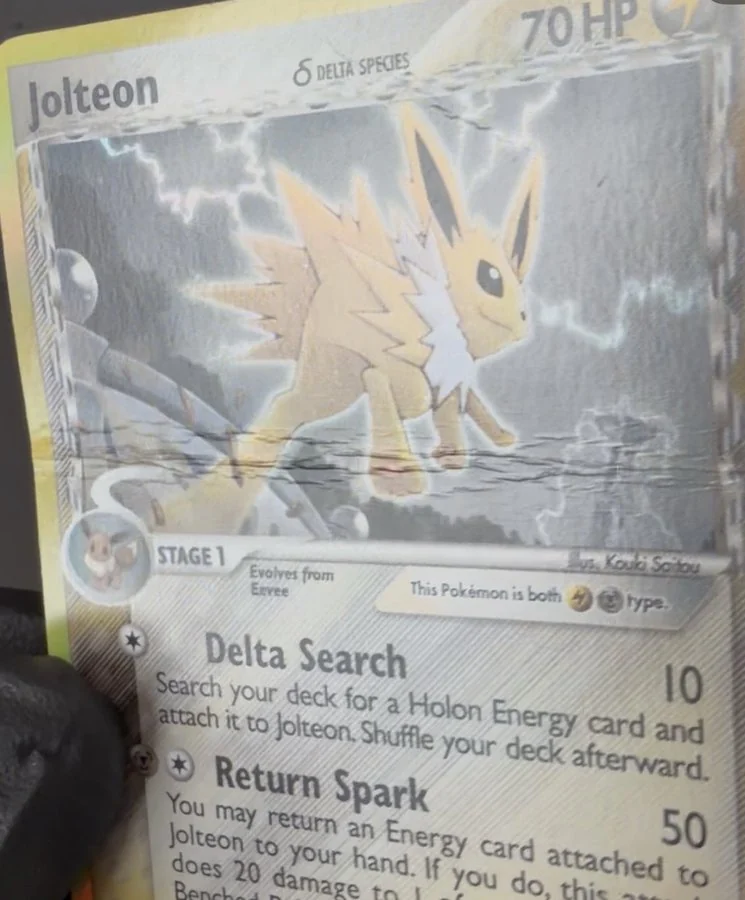 Jolteon
δ DELTA SPECIES
70 HP
STAGE 1
Evolves from
Eevee
Illus. Kouki Saitou
This Pokémon is both type.
Delta Search 10
Search your deck for a Holon Energy card and
attach it to Jolteon. Shuffle your deck afterward.
Return Spark 50
You may return an Energy card attached to
Jolteon to your hand. If you do, this
does 20 damage to 1